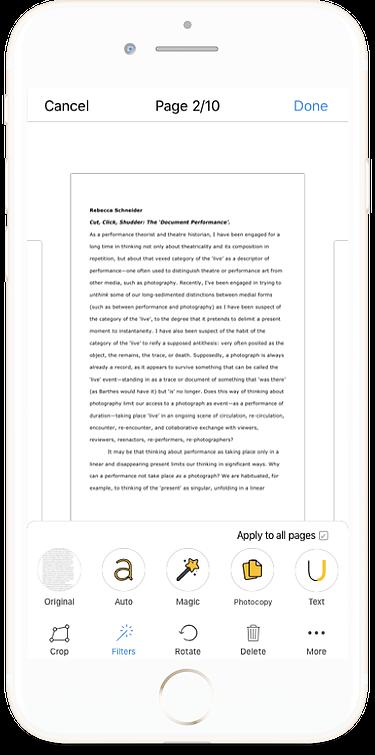 Cancel Page 2/10 Done
Rebecca Schneider
Cut, Click, Shudder: The 'Document Performance'.
As a performance theorist and theatre historian, I have been engaged for a
long time in thinking not only about theatricality and its composition in
repetition, but about that vexed category of the 'live' as a descriptor of
performance—one often used to distinguish theatre or performance art from
other media, such as photography. Recently, I've been engaged in trying to
unthink some of our long-sedimented distinctions between medial forms
(such as between performance and photography) as I have been suspect of
the category of the 'live', to the degree that it pretends to delimit a present
moment to instantaneity. I have also been suspect of the habit of the
category of the 'live' to reify a supposed antithesis: very often posited as the
object, the remains, the trace, or death. Supposedly, a photograph is always
already a record, as it appears to survive something that can be called the
'live' event—standing in as a trace or document of something that 'was there'
(as Barthes would have it) but 'is' no longer. Does this way of thinking about
photography limit our access to a photograph as event—as a performance of
duration—taking place 'live' in an ongoing scene of circulation, re-circulation,
encounter, re-encounter, and collaborative exchange with viewers,
reviewers, reenactors, re-performers, re-photographers?
It may be that thinking about performance as taking place only in a
linear and disappearing present limits our thinking in significant ways. Why
can a performance not take place as a photograph? We are habituated, for
example, to thinking of the 'present' as singular, unfolding in a linear
Apply to all pages
Original Auto Magic Photocopy Text
Crop Filters Rotate Delete More